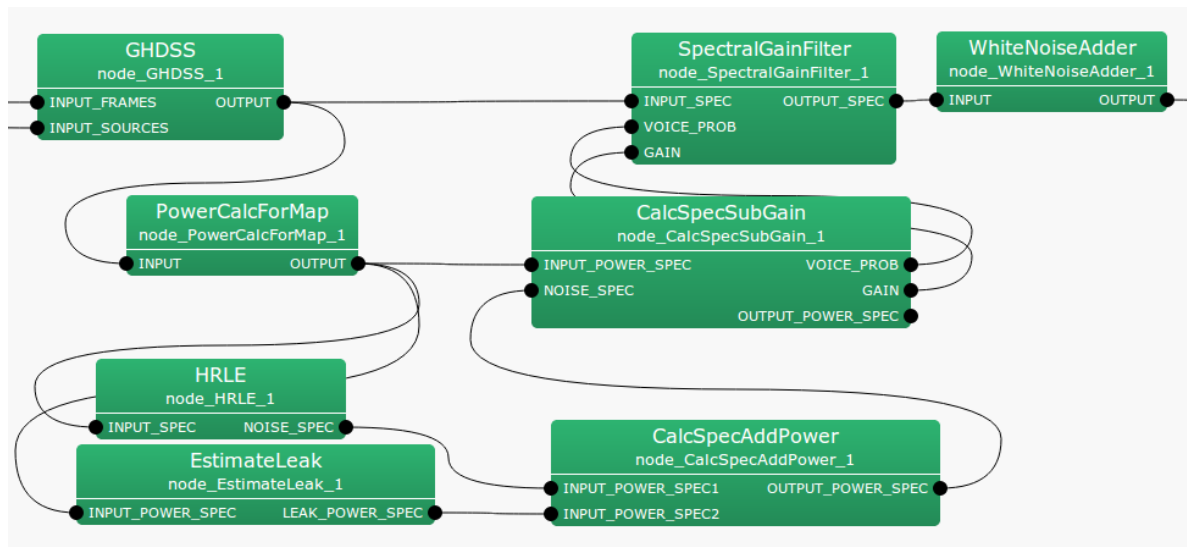 GHDSS
node_GHDSS_1
INPUT_FRAMES OUTPUT
INPUT_SOURCES
SpectralGainFilter
node_SpectralGainFilter_1
INPUT_SPEC OUTPUT_SPEC
VOICE_PROB
GAIN
WhiteNoiseAdder
node_WhiteNoiseAdder_1
INPUT OUTPUT
PowerCalcForMap
node_PowerCalcForMap_1
INPUT OUTPUT
CalcSpecSubGain
node_CalcSpecSubGain_1
INPUT_POWER_SPEC VOICE_PROB
NOISE_SPEC GAIN
OUTPUT_POWER_SPEC
HRLE
node_HRLE_1
INPUT_SPEC NOISE_SPEC
EstimateLeak
node_EstimateLeak_1
INPUT_POWER_SPEC LEAK_POWER_SPEC
CalcSpecAddPower
node_CalcSpecAddPower_1
INPUT_POWER_SPEC1 OUTPUT_POWER_SPEC
INPUT_POWER_SPEC2